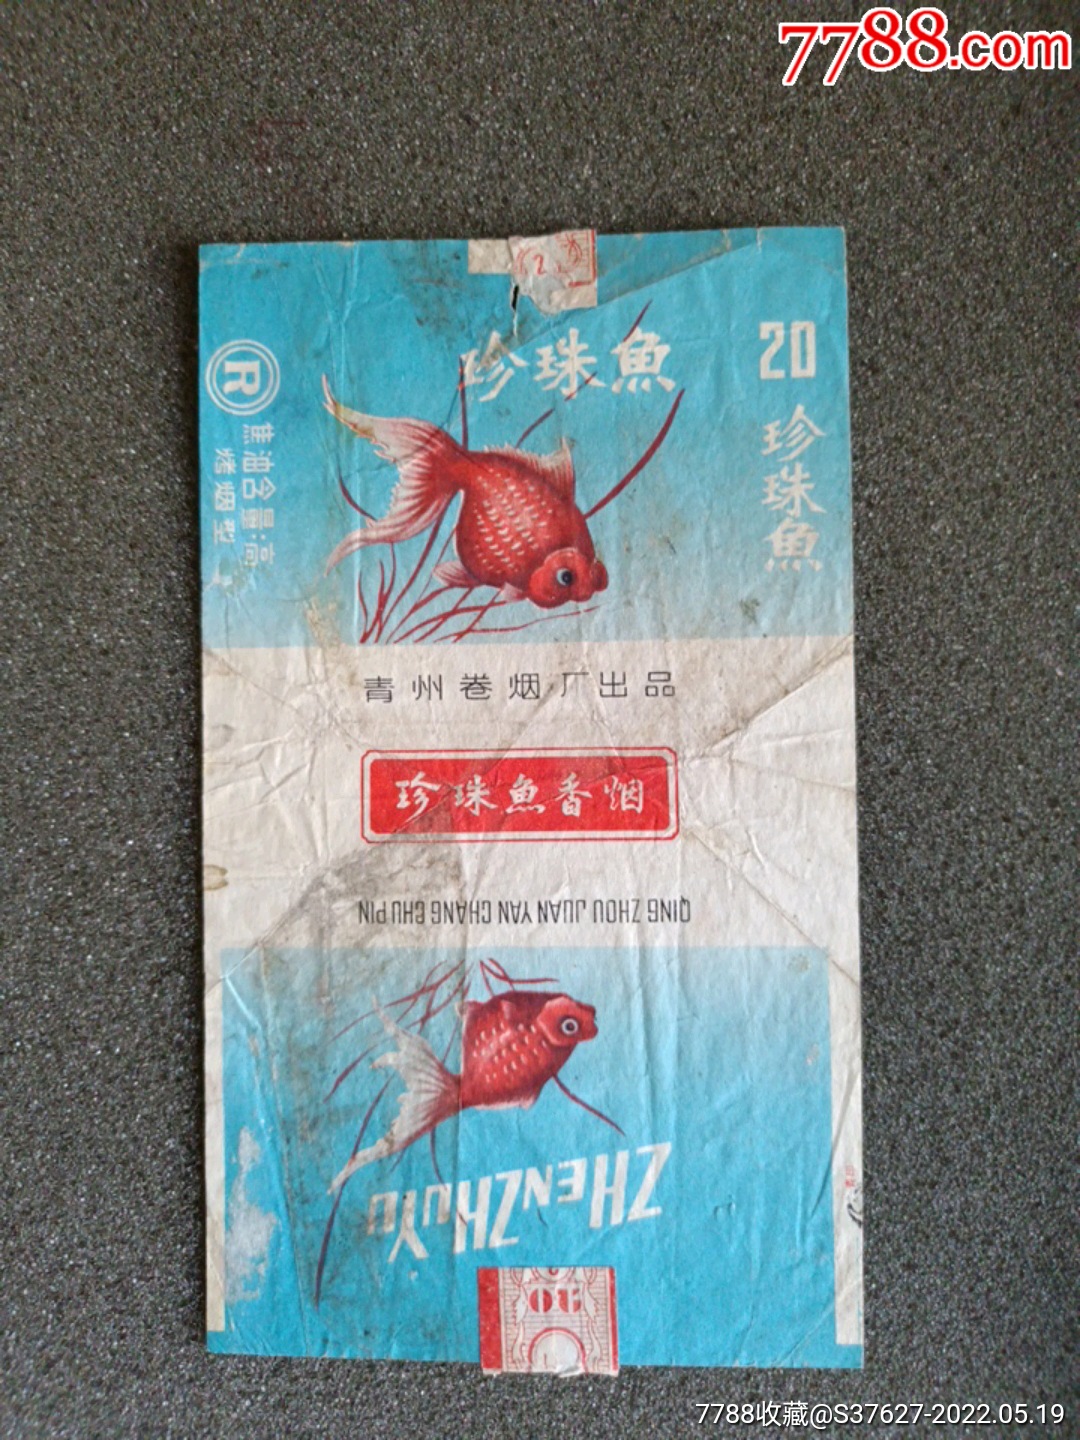 7788.com
珍珠魚
20
珍珠魚
R
焦油含量:高
烤烟型
青州卷烟厂出品
珍珠魚香烟
QING ZHOU JUAN YAN CHANG CHU PIN
ZHENZHUYU
20
7788收藏@S37627-2022.05.19